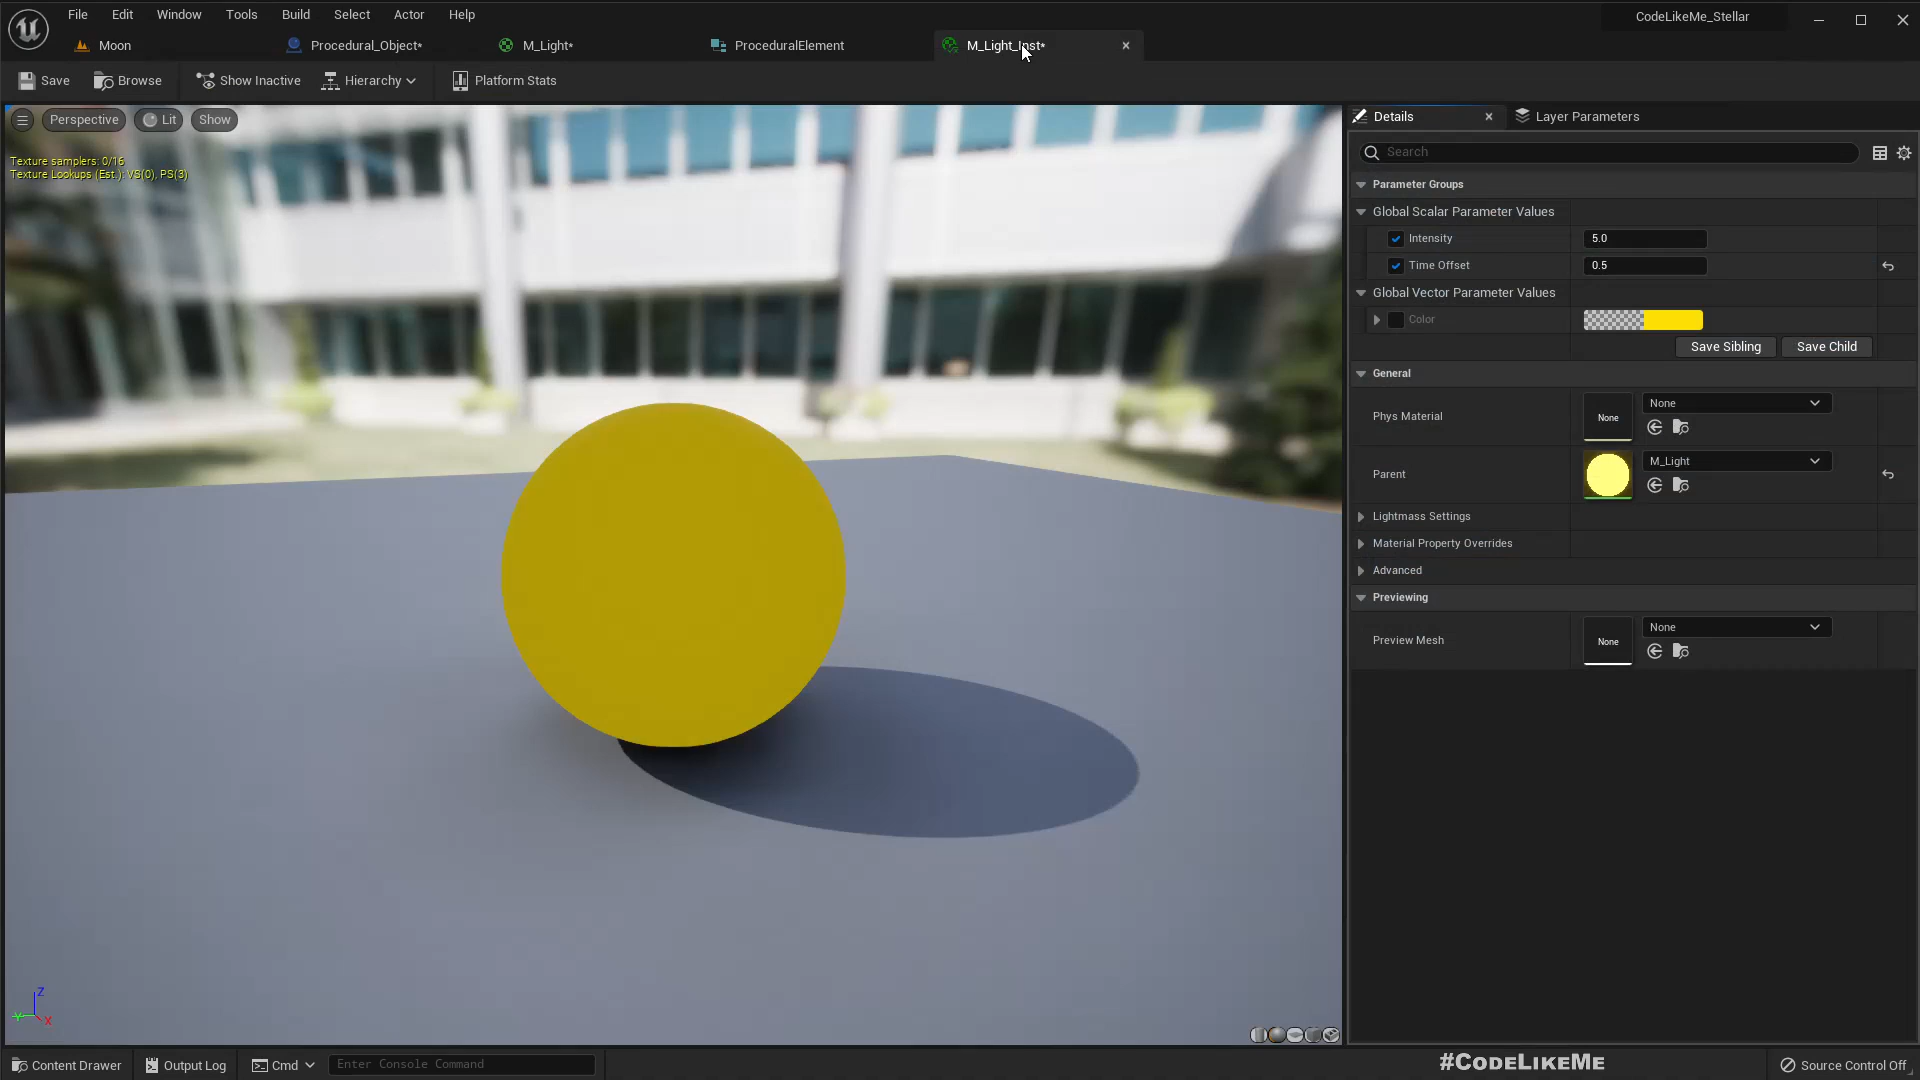 File Edit Window Tools Build Select Actor Help
CodeLikeMe_Stellar
Moon Procedural_Object* M_Light* ProceduralElement M_Light_Inst*
Save Browse Show Inactive Hierarchy Platform Stats
Perspective Lit Show
Texture samplers: 0/16
Texture Lookups (Est.): VS(0), PS(3)
Details Layer Parameters
Search
Parameter Groups
Global Scalar Parameter Values
Intensity 5.0
Time Offset 0.5
Global Vector Parameter Values
Color
Save Sibling Save Child
General
Phys Material None None
Parent M_Light
Lightmass Settings
Material Property Overrides
Advanced
Previewing
Preview Mesh None None
Z
Y X
Content Drawer Output Log Cmd Enter Console Command
#CODELIKEME
Source Control Off